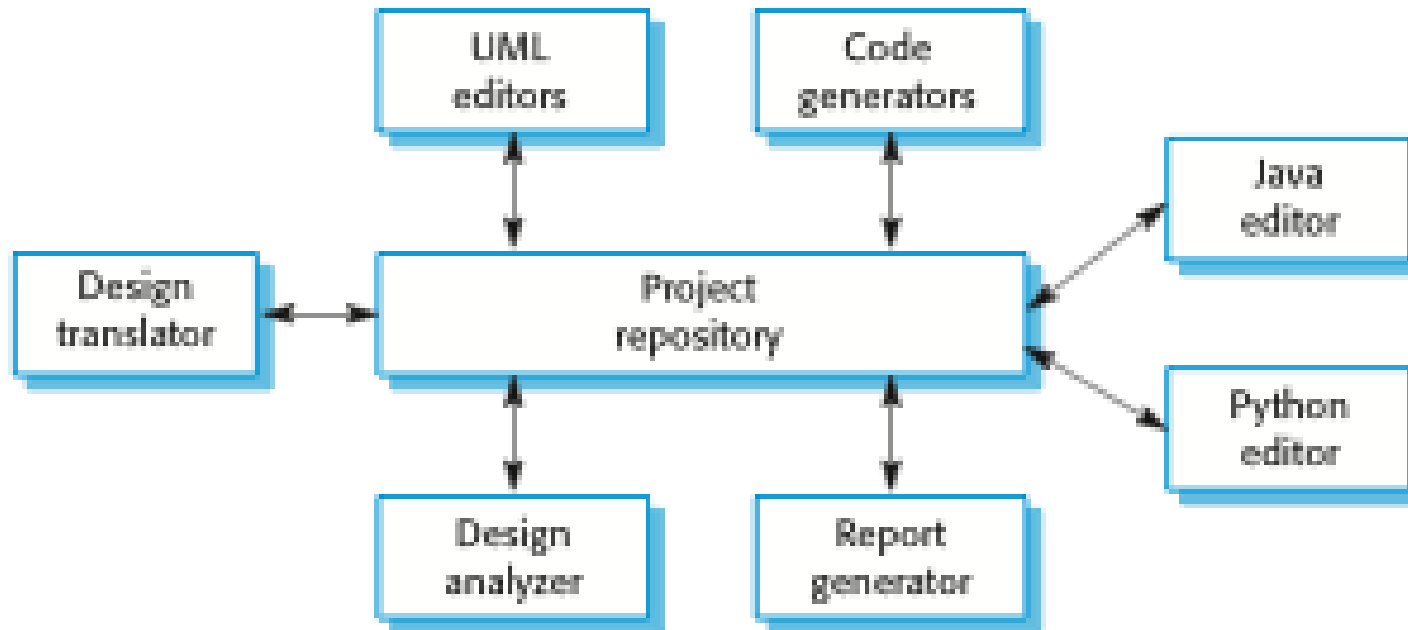 UML
editors
Code
generators
Java
editor
Design
translator
Project
repository
Python
editor
Design
analyzer
Report
generator